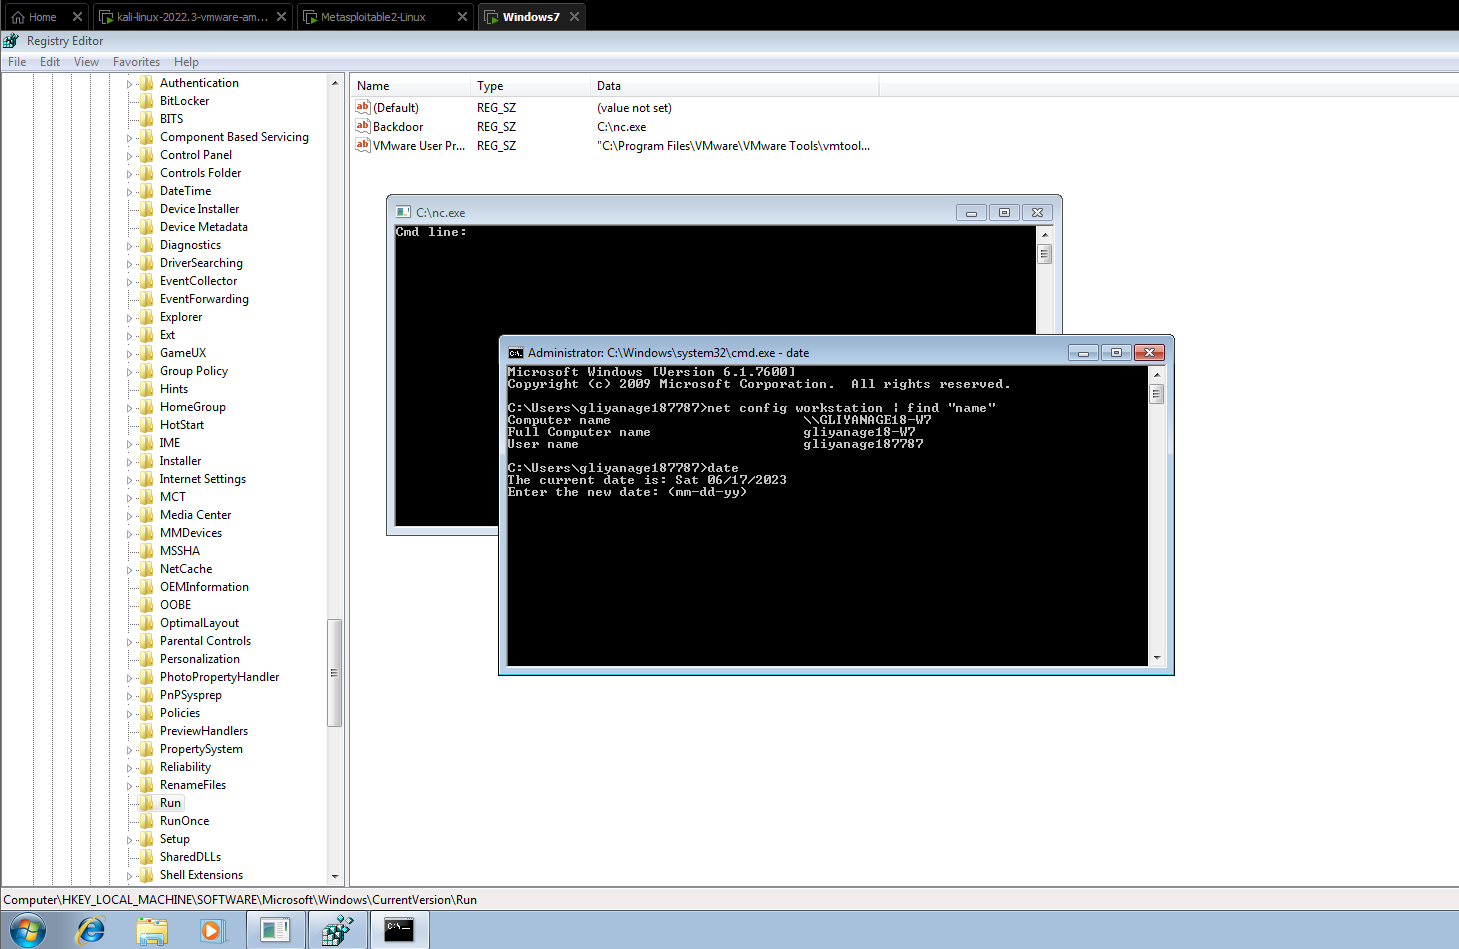 Home
kali-linux-2022.3-vmware-am...
Metasploitable2-Linux
Windows7
Registry Editor
File Edit View Favorites Help
Authentication
BitLocker
BITS
Component Based Servicing
Control Panel
Controls Folder
DateTime
Device Installer
Device Metadata
Diagnostics
DriverSearching
EventCollector
EventForwarding
Explorer
Ext
GameUX
Group Policy
Hints
HomeGroup
HotStart
IME
Installer
Internet Settings
MCT
Media Center
MMDevices
MSSHA
NetCache
OEMInformation
OOBE
OptimalLayout
Parental Controls
Personalization
PhotoPropertyHandler
PnPSysprep
Policies
PreviewHandlers
PropertySystem
Reliability
RenameFiles
Run
RunOnce
Setup
SharedDLLs
Shell Extensions
Name Type Data
ab (Default) REG_SZ (value not set)
ab Backdoor REG_SZ C:\nc.exe
ab VMware User Pr... REG_SZ "C:\Program Files\VMware\VMware Tools\vmtool...
C:\nc.exe
Cmd line:
Administrator: C:\Windows\system32\cmd.exe - date
Microsoft Windows [Version 6.1.7600]
Copyright (c) 2009 Microsoft Corporation.  All rights reserved.
C:\Users\gliyanage187787>net config workstation | find "name"
Computer name \\GLIYANAGE18-W7
Full Computer name gliyanage18-W7
User name gliyanage187787
C:\Users\gliyanage187787>date
The current date is: Sat 06/17/2023
Enter the new date: (mm-dd-yy)
Computer\HKEY_LOCAL_MACHINE\SOFTWARE\Microsoft\Windows\CurrentVersion\Run